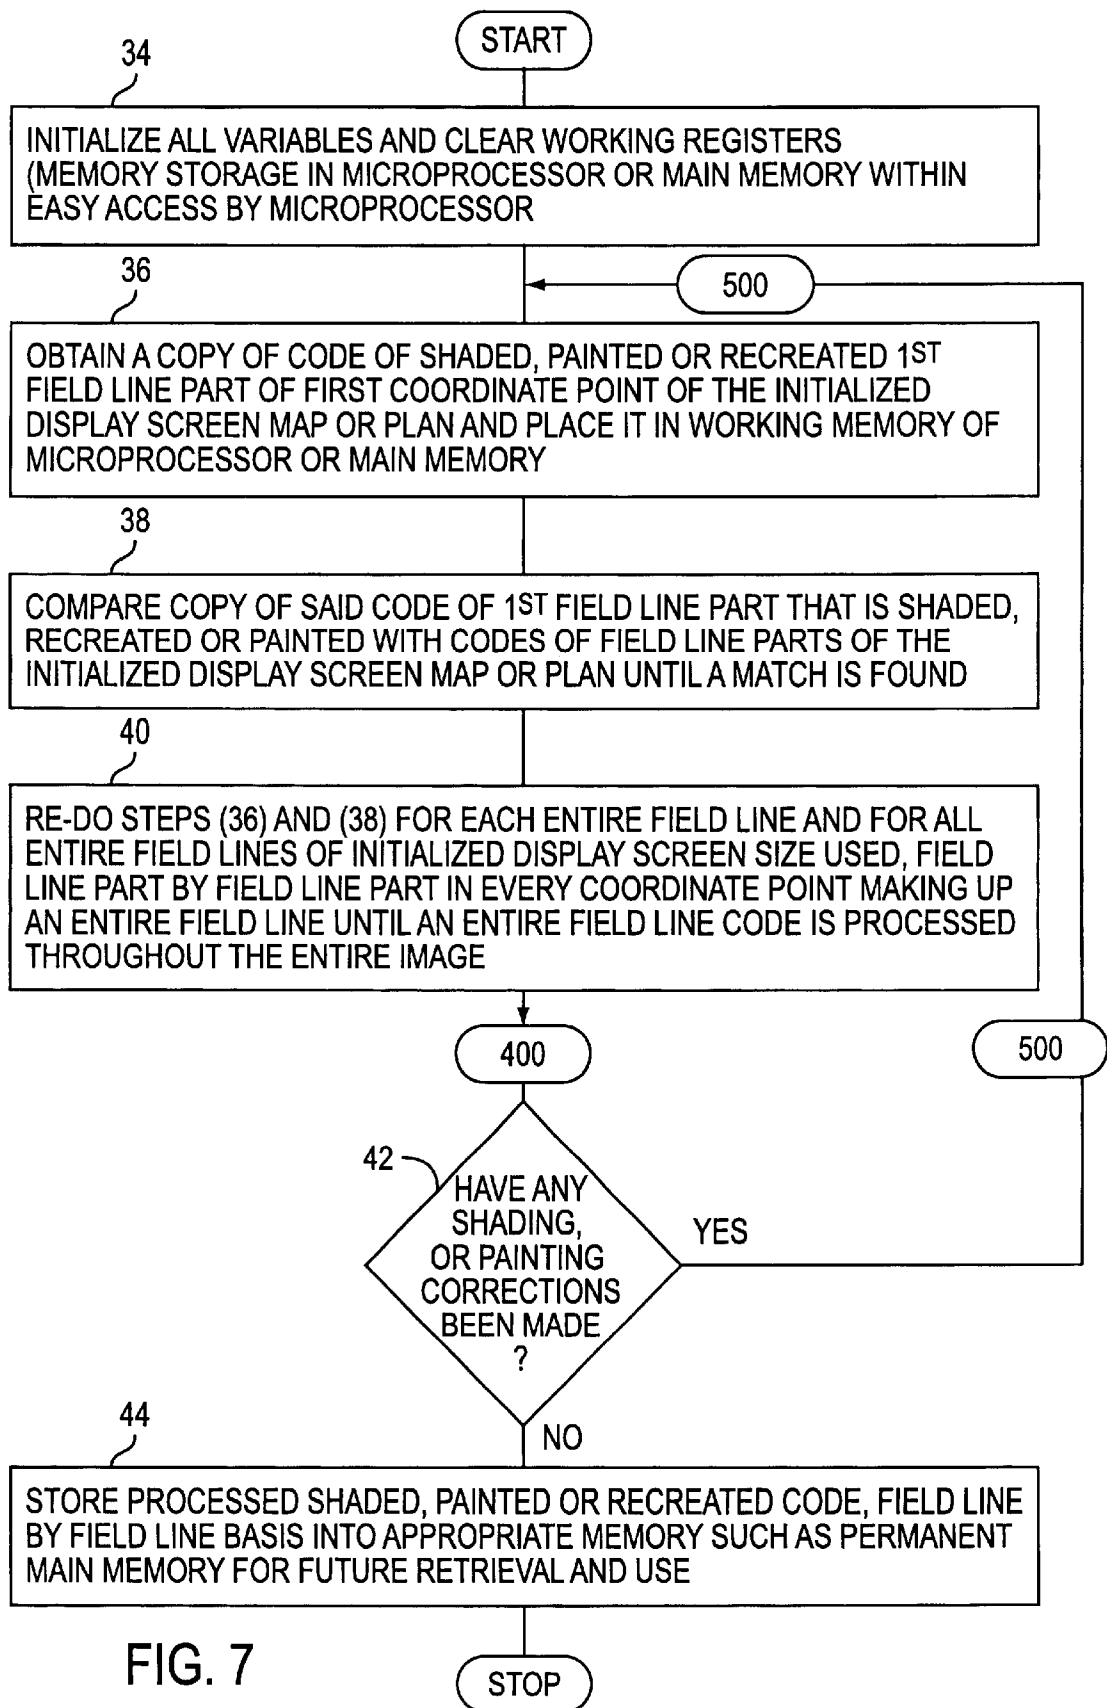 START
34
INITIALIZE ALL VARIABLES AND CLEAR WORKING REGISTERS
(MEMORY STORAGE IN MICROPROCESSOR OR MAIN MEMORY WITHIN
EASY ACCESS BY MICROPROCESSOR
500
36
OBTAIN A COPY OF CODE OF SHADED, PAINTED OR RECREATED 1ST
FIELD LINE PART OF FIRST COORDINATE POINT OF THE INITIALIZED
DISPLAY SCREEN MAP OR PLAN AND PLACE IT IN WORKING MEMORY OF
MICROPROCESSOR OR MAIN MEMORY
38
COMPARE COPY OF SAID CODE OF 1ST FIELD LINE PART THAT IS SHADED,
RECREATED OR PAINTED WITH CODES OF FIELD LINE PARTS OF THE
INITIALIZED DISPLAY SCREEN MAP OR PLAN UNTIL A MATCH IS FOUND
40
RE-DO STEPS (36) AND (38) FOR EACH ENTIRE FIELD LINE AND FOR ALL
ENTIRE FIELD LINES OF INITIALIZED DISPLAY SCREEN SIZE USED, FIELD
LINE PART BY FIELD LINE PART IN EVERY COORDINATE POINT MAKING UP
AN ENTIRE FIELD LINE UNTIL AN ENTIRE FIELD LINE CODE IS PROCESSED
THROUGHOUT THE ENTIRE IMAGE
400
500
42
HAVE ANY
SHADING,
OR PAINTING
CORRECTIONS
BEEN MADE
?
YES
NO
44
STORE PROCESSED SHADED, PAINTED OR RECREATED CODE, FIELD LINE
BY FIELD LINE BASIS INTO APPROPRIATE MEMORY SUCH AS PERMANENT
MAIN MEMORY FOR FUTURE RETRIEVAL AND USE
FIG. 7
STOP